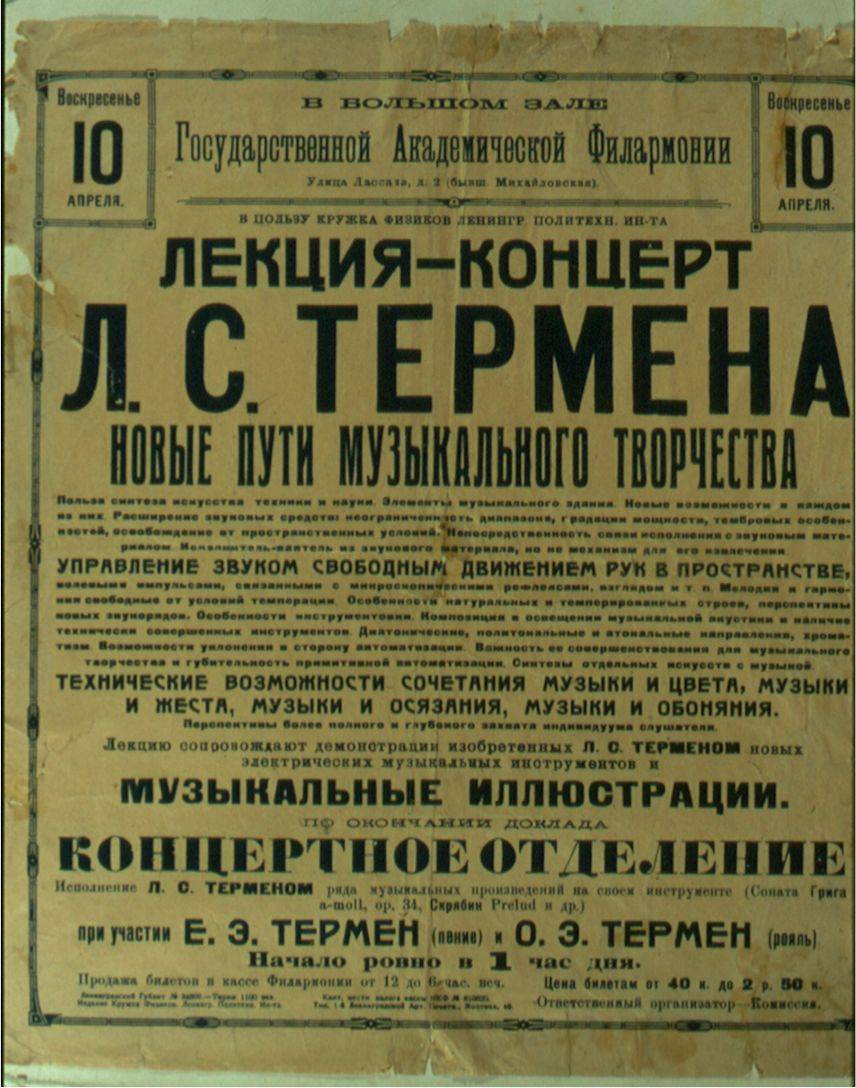 Воскресенье
10
АПРЕЛЯ.
В БОЛЬШОМ ЗАЛЕ
Государственной Академической Филармонии
Улица Лассаля, д. 2 (бывш. Михайловская).
Воскресенье
10
АПРЕЛЯ.
В ПОЛЬЗУ КРУЖКА ФИЗИКОВ ЛЕНИНГР. ПОЛИТЕХН. ИН-ТА
ЛЕКЦИЯ—КОНЦЕРТ
Л. С. ТЕРМЕНА
НОВЫЕ ПУТИ МУЗЫКАЛЬНОГО ТВОРЧЕСТВА
Польза синтеза искусства техники и науки. Элементы музыкального здания. Новые возможности в каждом
из них. Расширение звуковых средств: неограниченность диапазона, градации мощности, тембровых особен-
ностей, освобождение от пространственных условий. Непосредственность связи исполнения с звуковым мате-
риалом. Исполнитель-ваятель из звукового материала, но не механизм для его извлечения.
УПРАВЛЕНИЕ ЗВУКОМ СВОБОДНЫМ ДВИЖЕНИЕМ РУК В ПРОСТРАНСТВЕ,
волевыми импульсами, связанными с микроскопическими рефлексами, взглядом и т. п. Мелодия и гармо-
ния свободные от условий темперации. Особенности натуральных и темперированных строев, перспективы
новых звукорядов. Особенности инструментовки. Композиция в освещении музыкальной акустики и наличие
технически совершенных инструментов. Диатонические, политональные и атональные направления, хрома-
тизм. Возможности уклонения в сторону автоматизации. Важность ее совершенствования для музыкального
творчества и губительность примитивной автоматизации. Синтезы отдельных искусств с музыкой.
ТЕХНИЧЕСКИЕ ВОЗМОЖНОСТИ СОЧЕТАНИЯ МУЗЫКИ И ЦВЕТА, МУЗЫКИ
И ЖЕСТА, МУЗЫКИ И ОСЯЗАНИЯ, МУЗЫКИ И ОБОНЯНИЯ.
Перспективы более полного и глубокого захвата индивидуума слушателя.
Лекцию сопровождают демонстрации изобретенных Л. С. ТЕРМЕНОМ новых
электрических музыкальных инструментов и
МУЗЫКАЛЬНЫЕ ИЛЛЮСТРАЦИИ.
ПО ОКОНЧАНИИ ДОКЛАДА
КОНЦЕРТНОЕ ОТДЕЛЕНИЕ
Исполнение Л. С. ТЕРМЕНОМ ряда музыкальных произведений на своем инструменте (Соната Грига
a-moll, op. 34, Скрябин Prelud и др.)
при участии Е. Э. ТЕРМЕН (пение) и О. Э. ТЕРМЕН (рояль)
Начало ровно в 1 час дня.
Продажа билетов в кассе Филармонии от 12 до 6 час. веч.
Цена билетам от 40 к. до 2 р. 50 к.
Ленинградский Гублит №
Издание Кружка Физиков. Ленингр. Политехн. Ин-та
Ответственный организатор—Комиссия.